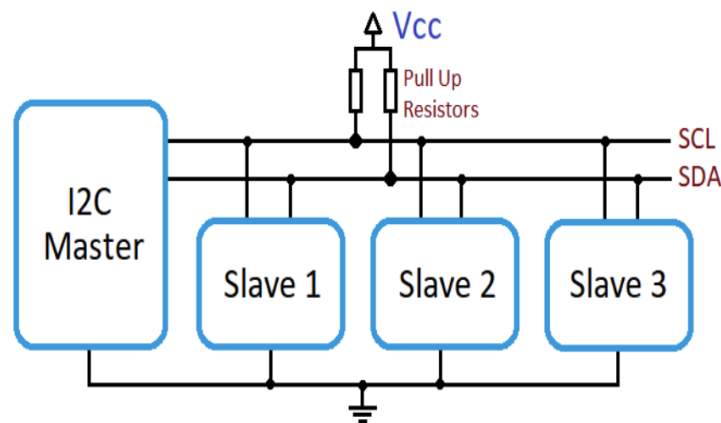 Vcc
Pull Up
Resistors
SCL
SDA
I2C
Master
Slave 1
Slave 2
Slave 3